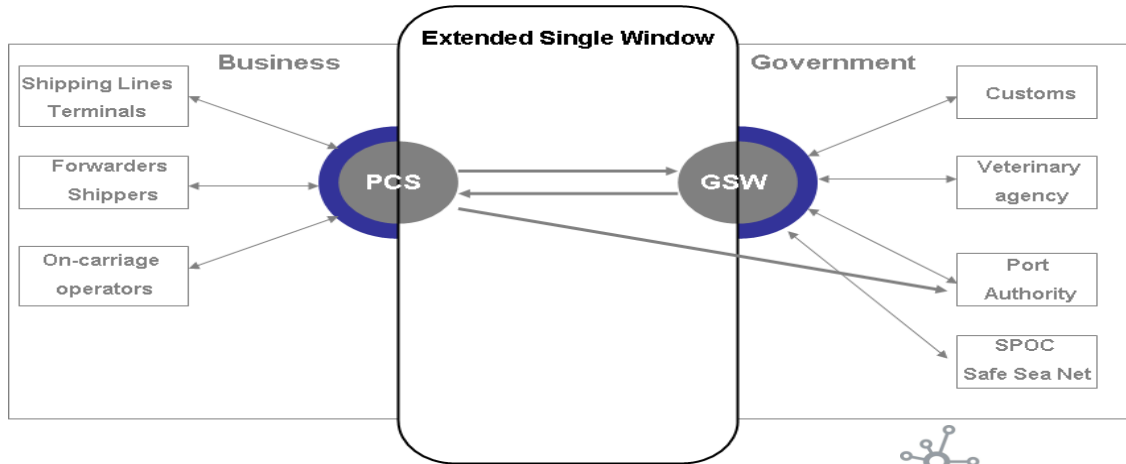 Extended Single Window
Business
Government
Shipping Lines
Terminals
Forwarders
Shippers
On-carriage
operators
PCS
GSW
Customs
Veterinary
agency
Port
Authority
SPOC
Safe Sea Net